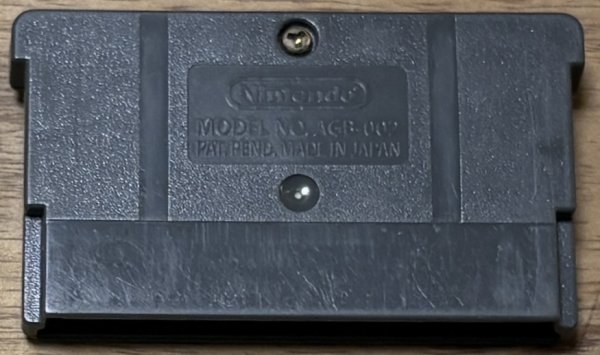 Nintendo
MODEL NO. AGB-002
PAT. PEND. MADE IN JAPAN